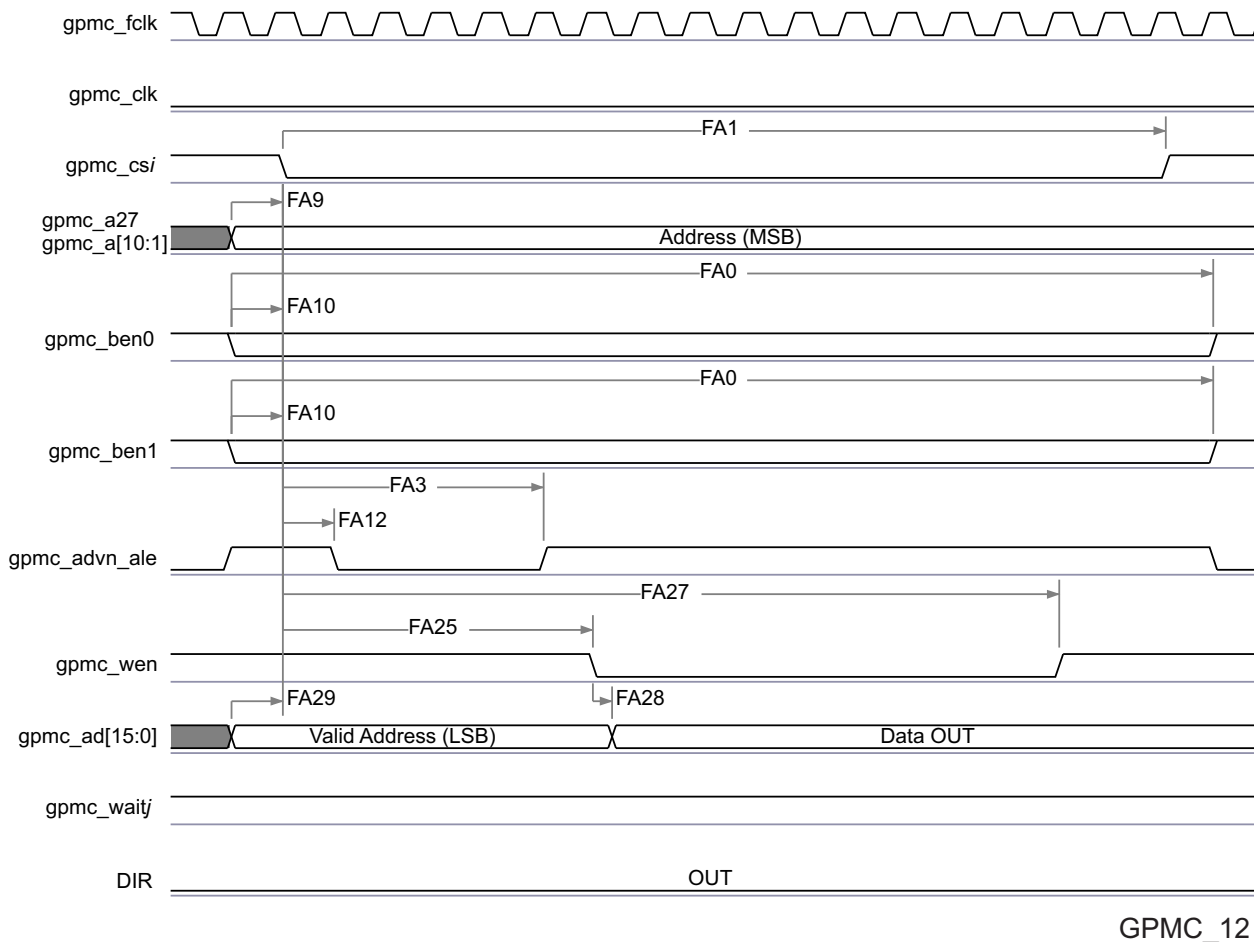 gpmc_fclk
gpmc_clk
FA1
gpmc_csi
FA9
gpmc_a27
gpmc_a[10:1]
Address (MSB)
FA0
FA10
gpmc_ben0
FA0
FA10
gpmc_ben1
FA3
FA12
gpmc_advn_ale
FA27
FA25
gpmc_wen
FA29
FA28
gpmc_ad[15:0]
Valid Address (LSB)
Data OUT
gpmc_waitj
DIR
OUT
GPMC_12